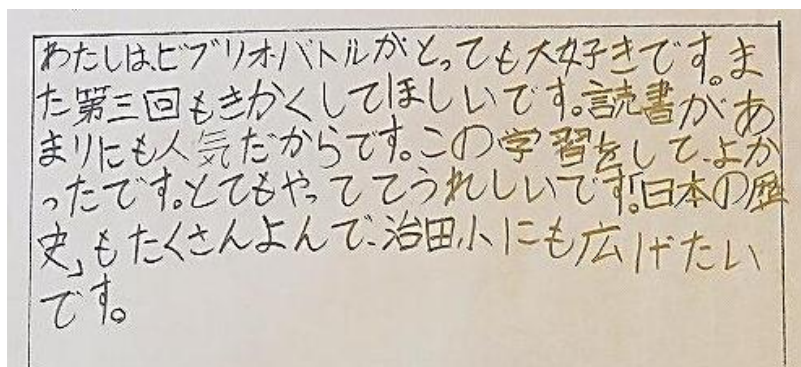 わたしは、ビブリオバトルがとっても大好きです。ま
た第三回もきかくしてほしいです。読書があ
まりにも人気だからです。この学習をして、よか
ったです。とてもやっててうれしいです!「日本の歴
史」もたくさんよんで、治田小にも広げたい
です。